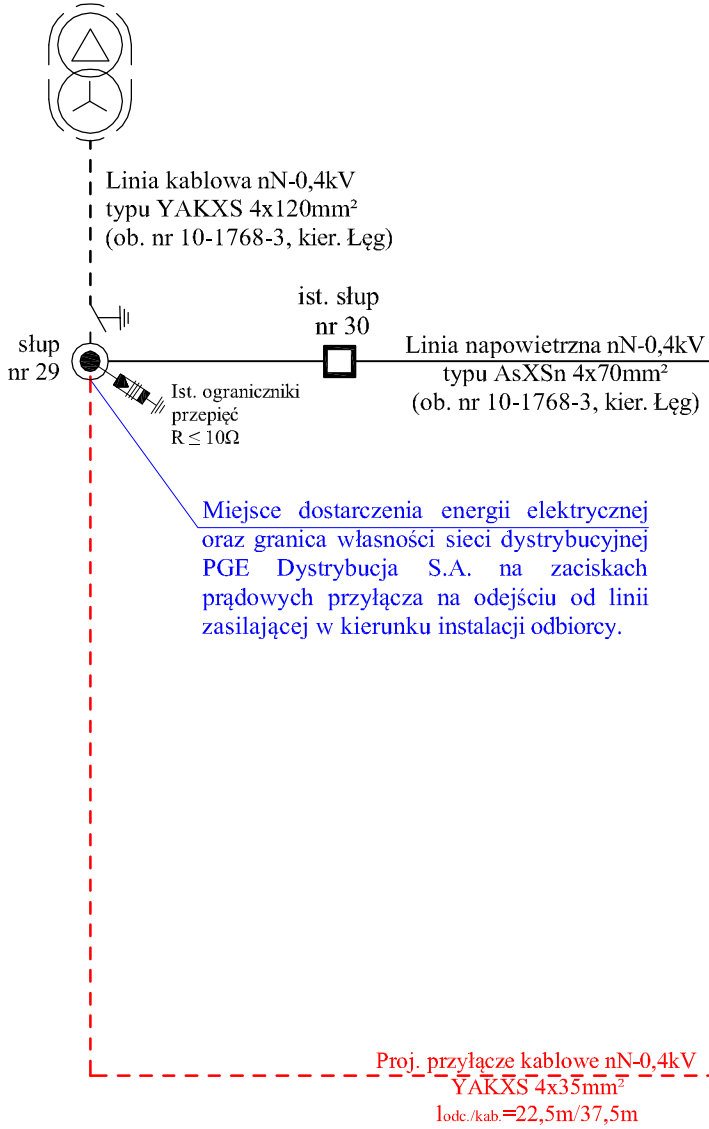 Linia kablowa nN-0,4kV
typu YAKXS 4x120mm²
(ob. nr 10-1768-3, kier. Łęg)
ist. słup
nr 30
słup
nr 29
Linia napowietrzna nN-0,4kV
typu AsXSn 4x70mm²
(ob. nr 10-1768-3, kier. Łęg)
Ist. ograniczniki
przepięć
R ≤ 10Ω
Miejsce dostarczenia energii elektrycznej
oraz granica własności sieci dystrybucyjnej
PGE Dystrybucja S.A. na zaciskach
prądowych przyłącza na odejściu od linii
zasilającej w kierunku instalacji odbiorcy.
Proj. przyłącze kablowe nN-0,4kV
YAKXS 4x35mm²
lodc./kab.=22,5m/37,5m